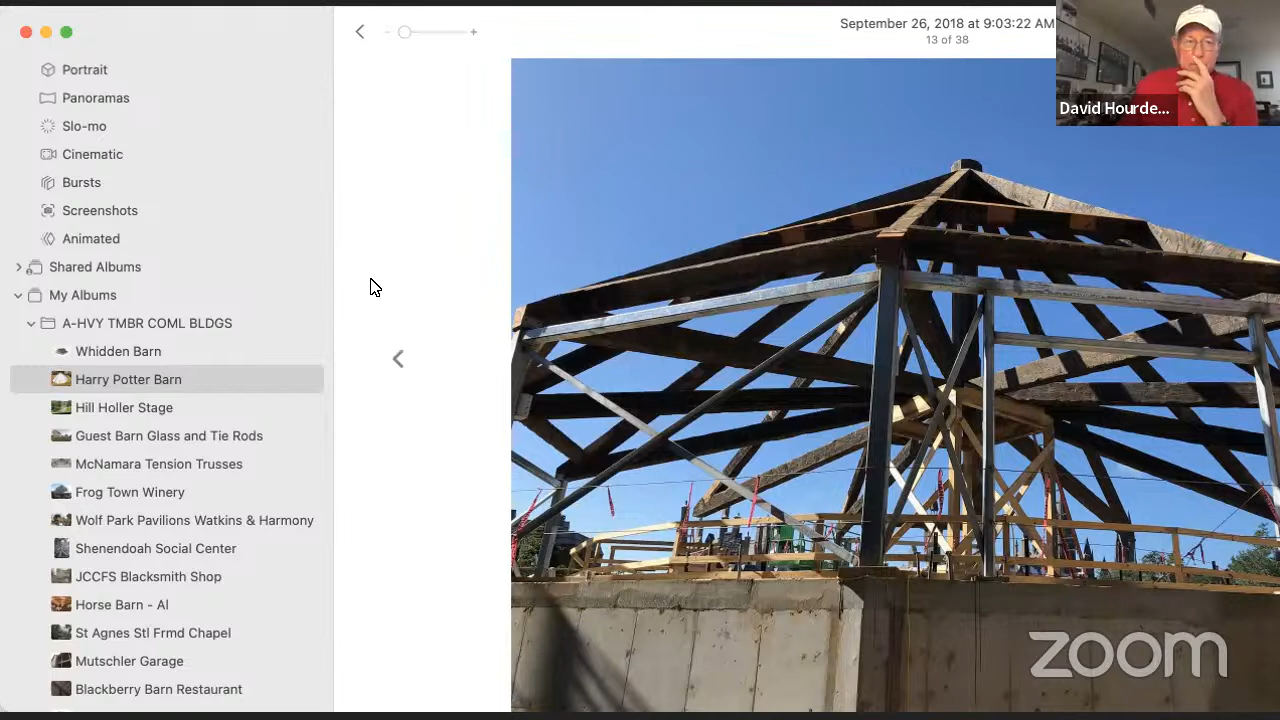 September 26, 2018 at 9:03:22 AM
13 of 38
David Hourde...
Portrait
Panoramas
Slo-mo
Cinematic
Bursts
Screenshots
Animated
Shared Albums
My Albums
A-HVY TMBR COML BLDGS
Whidden Barn
Harry Potter Barn
Hill Holler Stage
Guest Barn Glass and Tie Rods
McNamara Tension Trusses
Frog Town Winery
Wolf Park Pavilions Watkins & Harmony
Shenendoah Social Center
JCCFS Blacksmith Shop
Horse Barn - Al
St Agnes Stl Frmd Chapel
Mutschler Garage
Blackberry Barn Restaurant
zoom